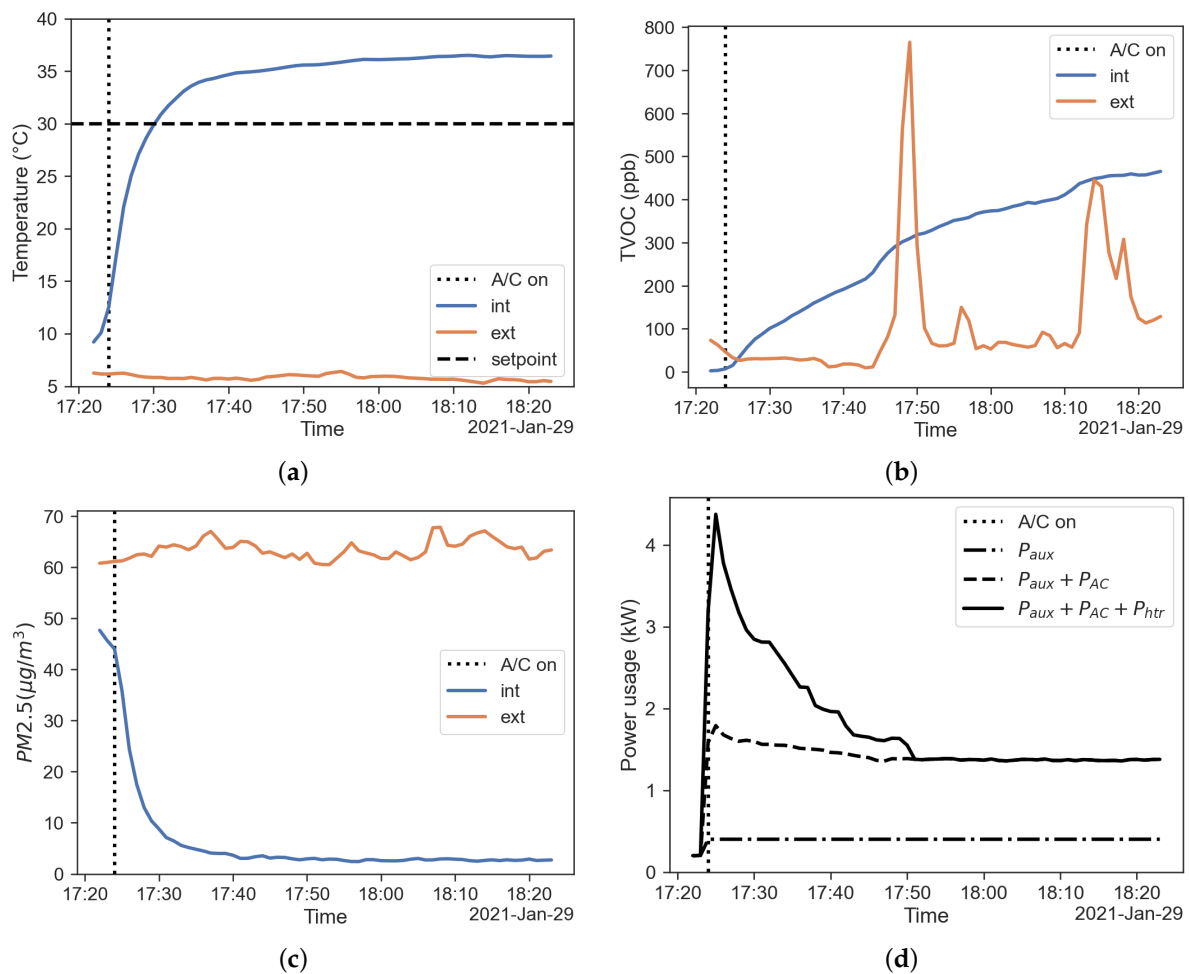 40
35
30
25
20
15
10
5
Temperature (°C)
A/C on
int
ext
setpoint
17:20 17:30 17:40 17:50 18:00 18:10 18:20
Time
2021-Jan-29
(a)
800
700
600
500
400
300
200
100
0
TVOC (ppb)
A/C on
int
ext
17:20 17:30 17:40 17:50 18:00 18:10 18:20
Time
2021-Jan-29
(b)
70
60
50
40
30
20
10
0
PM2.5(μg/m³)
A/C on
int
ext
17:20 17:30 17:40 17:50 18:00 18:10 18:20
Time
2021-Jan-29
(c)
4
3
2
1
0
Power usage (kW)
A/C on
P_aux
P_aux + P_AC
P_aux + P_AC + P_htr
17:20 17:30 17:40 17:50 18:00 18:10 18:20
Time
2021-Jan-29
(d)